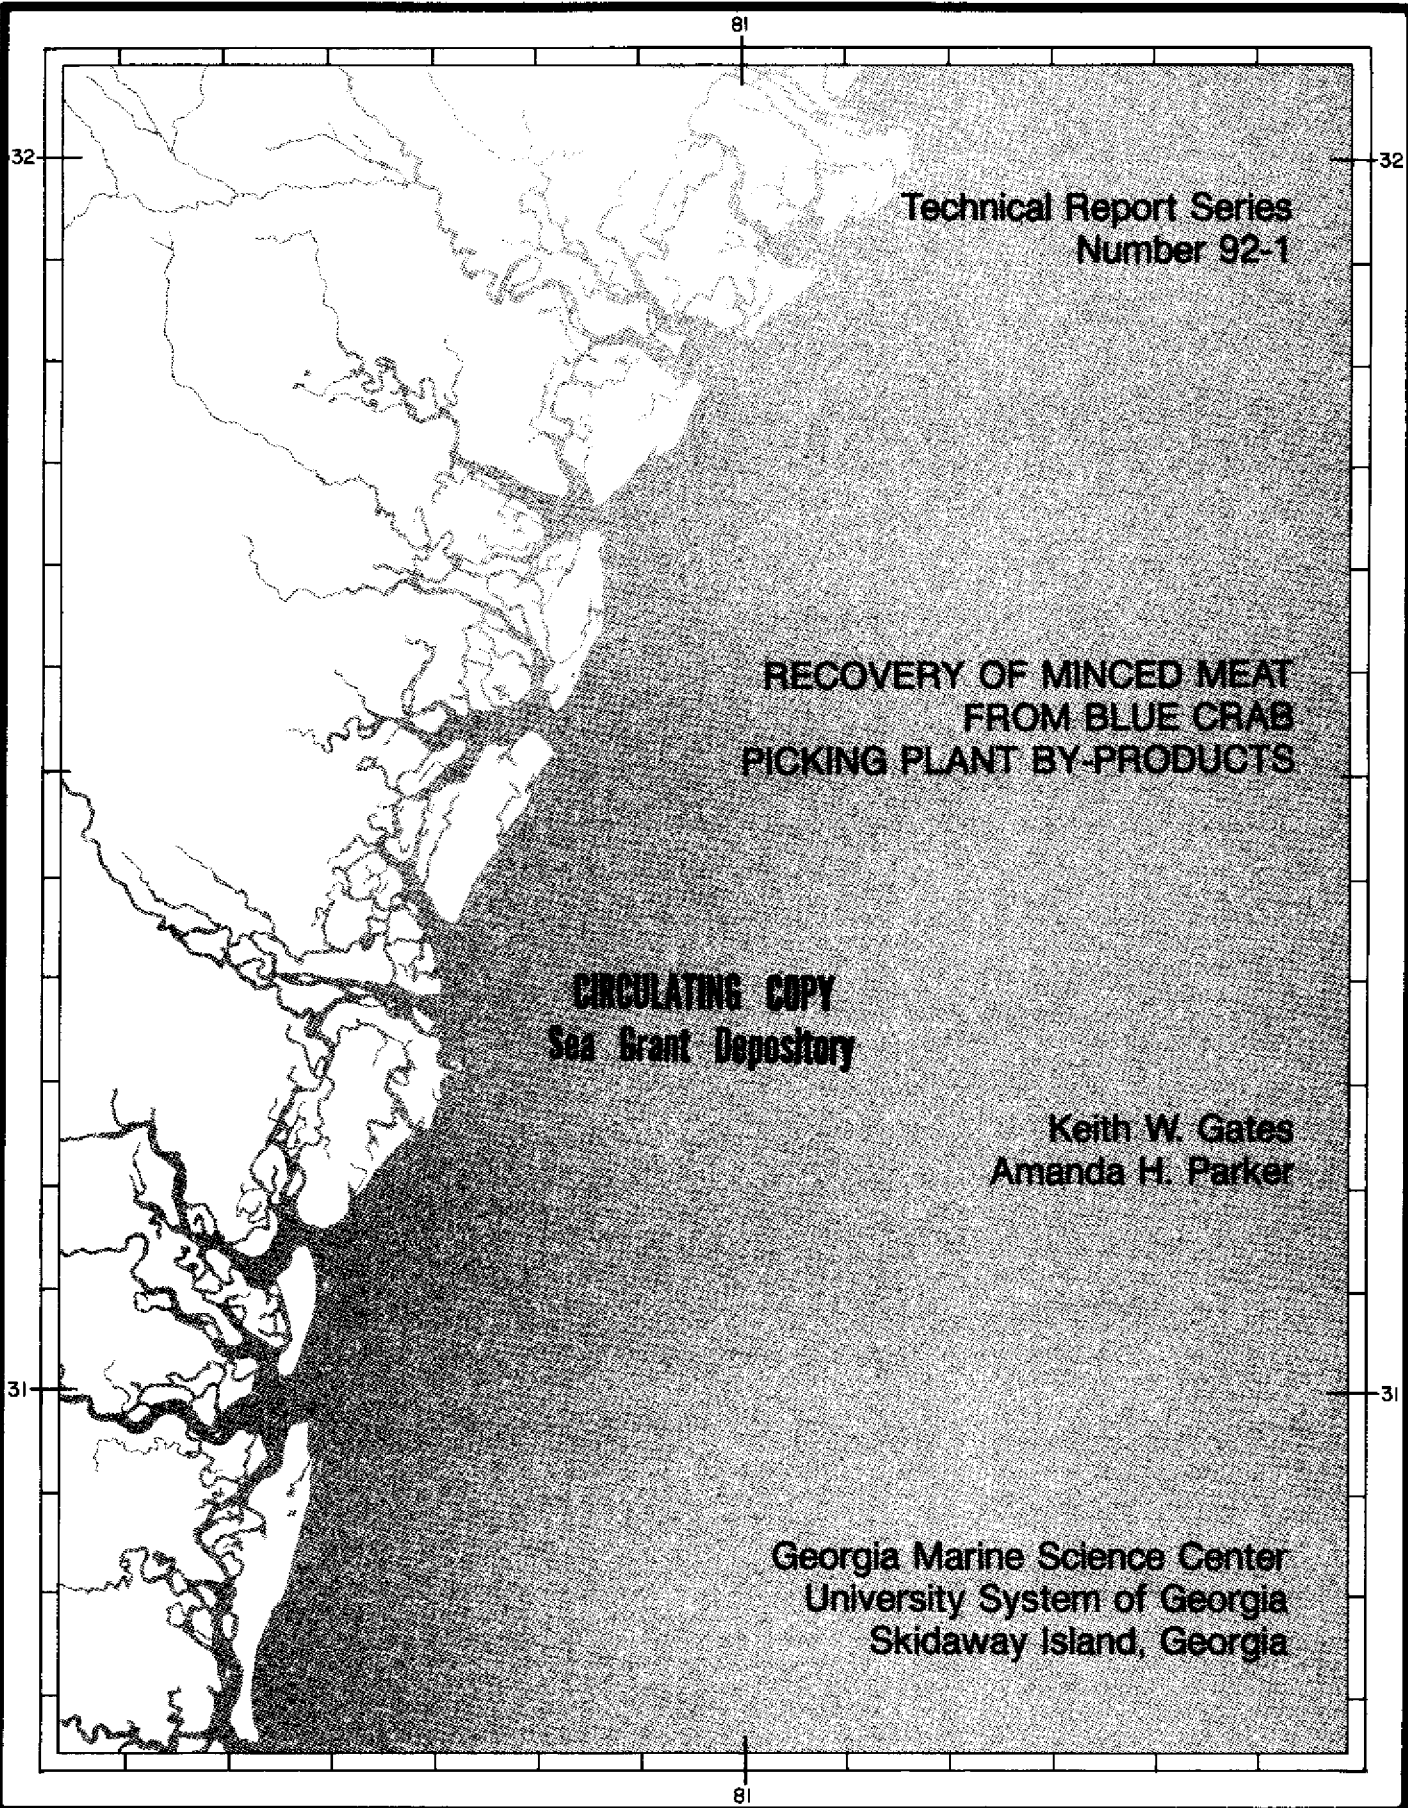 81
32
32
Technical Report Series
Number 92-1
RECOVERY OF MINCED MEAT
FROM BLUE CRAB
PICKING PLANT BY-PRODUCTS
CIRCULATING COPY
Sea Grant Depository
Keith W. Gates
Amanda H. Parker
31
31
Georgia Marine Science Center
University System of Georgia
Skidaway Island, Georgia
81